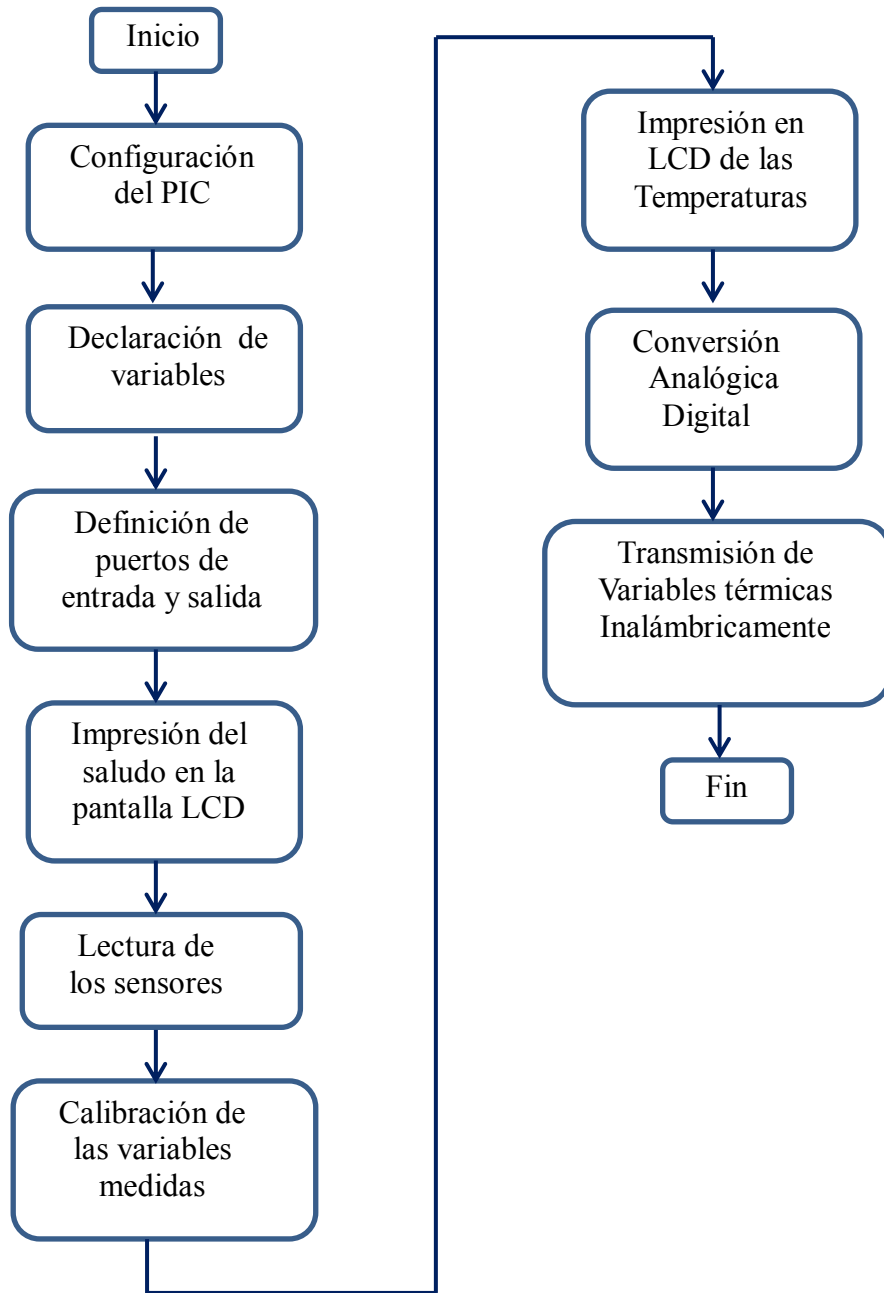 Inicio
Configuración
del PIC
Declaración de
variables
Definición de
puertos de
entrada y salida
Impresión del
saludo en la
pantalla LCD
Lectura de
los sensores
Calibración de
las variables
medidas
Impresión en
LCD de las
Temperaturas
Conversión
Analógica
Digital
Transmisión de
Variables térmicas
Inalámbricamente
Fin